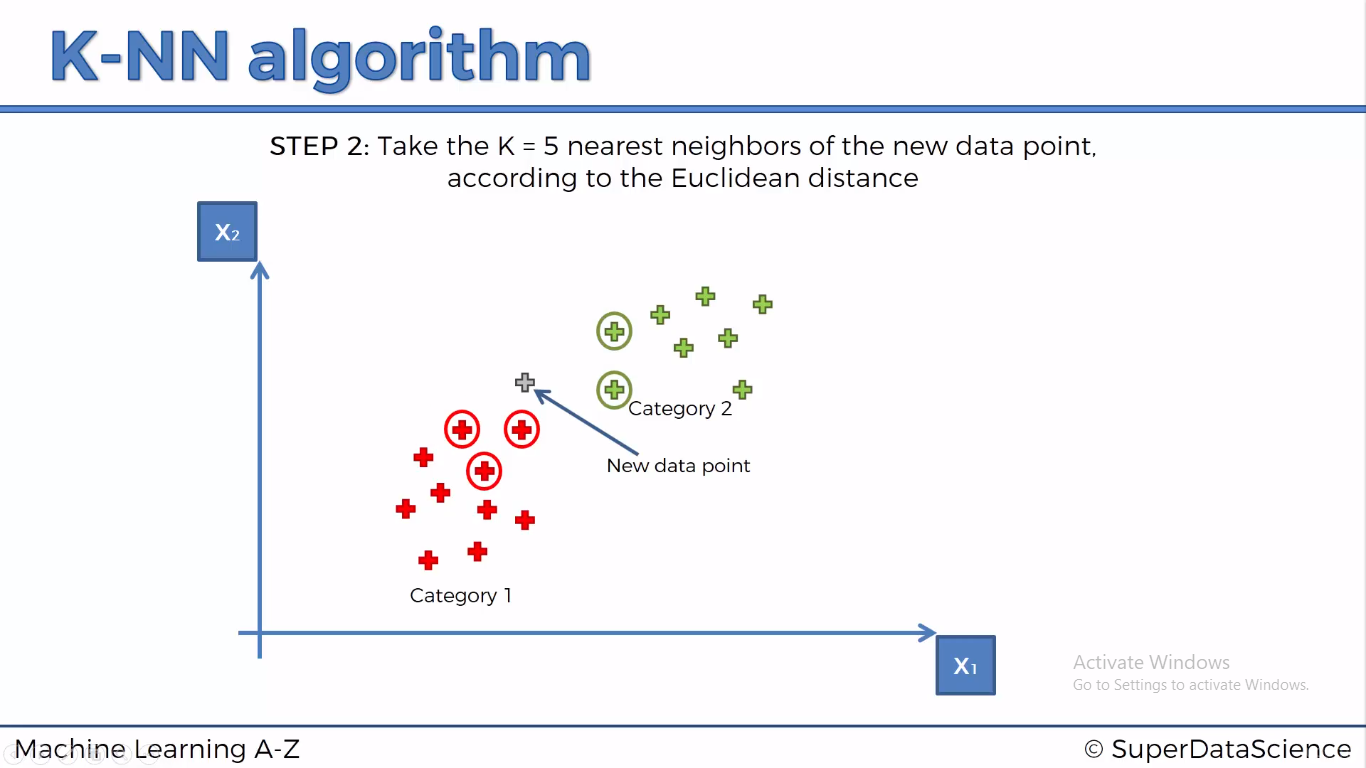 K-NN algorithm
STEP 2: Take the K = 5 nearest neighbors of the new data point,
according to the Euclidean distance
X₂
Category 2
New data point
Category 1
X₁
Activate Windows
Go to Settings to activate Windows.
Machine Learning A-Z
© SuperDataScience